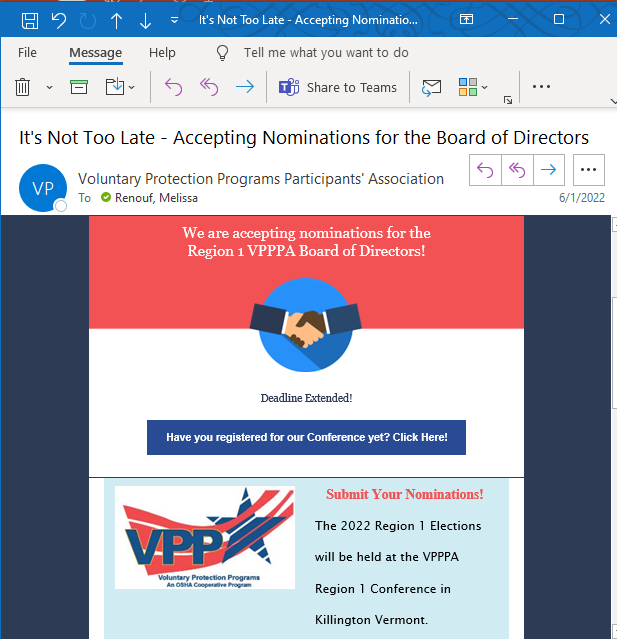 It's Not Too Late - Accepting Nominatio...
File Message Help Tell me what you want to do
Share to Teams
It's Not Too Late - Accepting Nominations for the Board of Directors
VP
Voluntary Protection Programs Participants' Association
To Renouf, Melissa
6/1/2022
We are accepting nominations for the
Region 1 VPPPA Board of Directors!
Deadline Extended!
Have you registered for our Conference yet? Click Here!
VPP
Voluntary Protection Programs
An OSHA Cooperative Program
Submit Your Nominations!
The 2022 Region 1 Elections
will be held at the VPPPA
Region 1 Conference in
Killington Vermont.